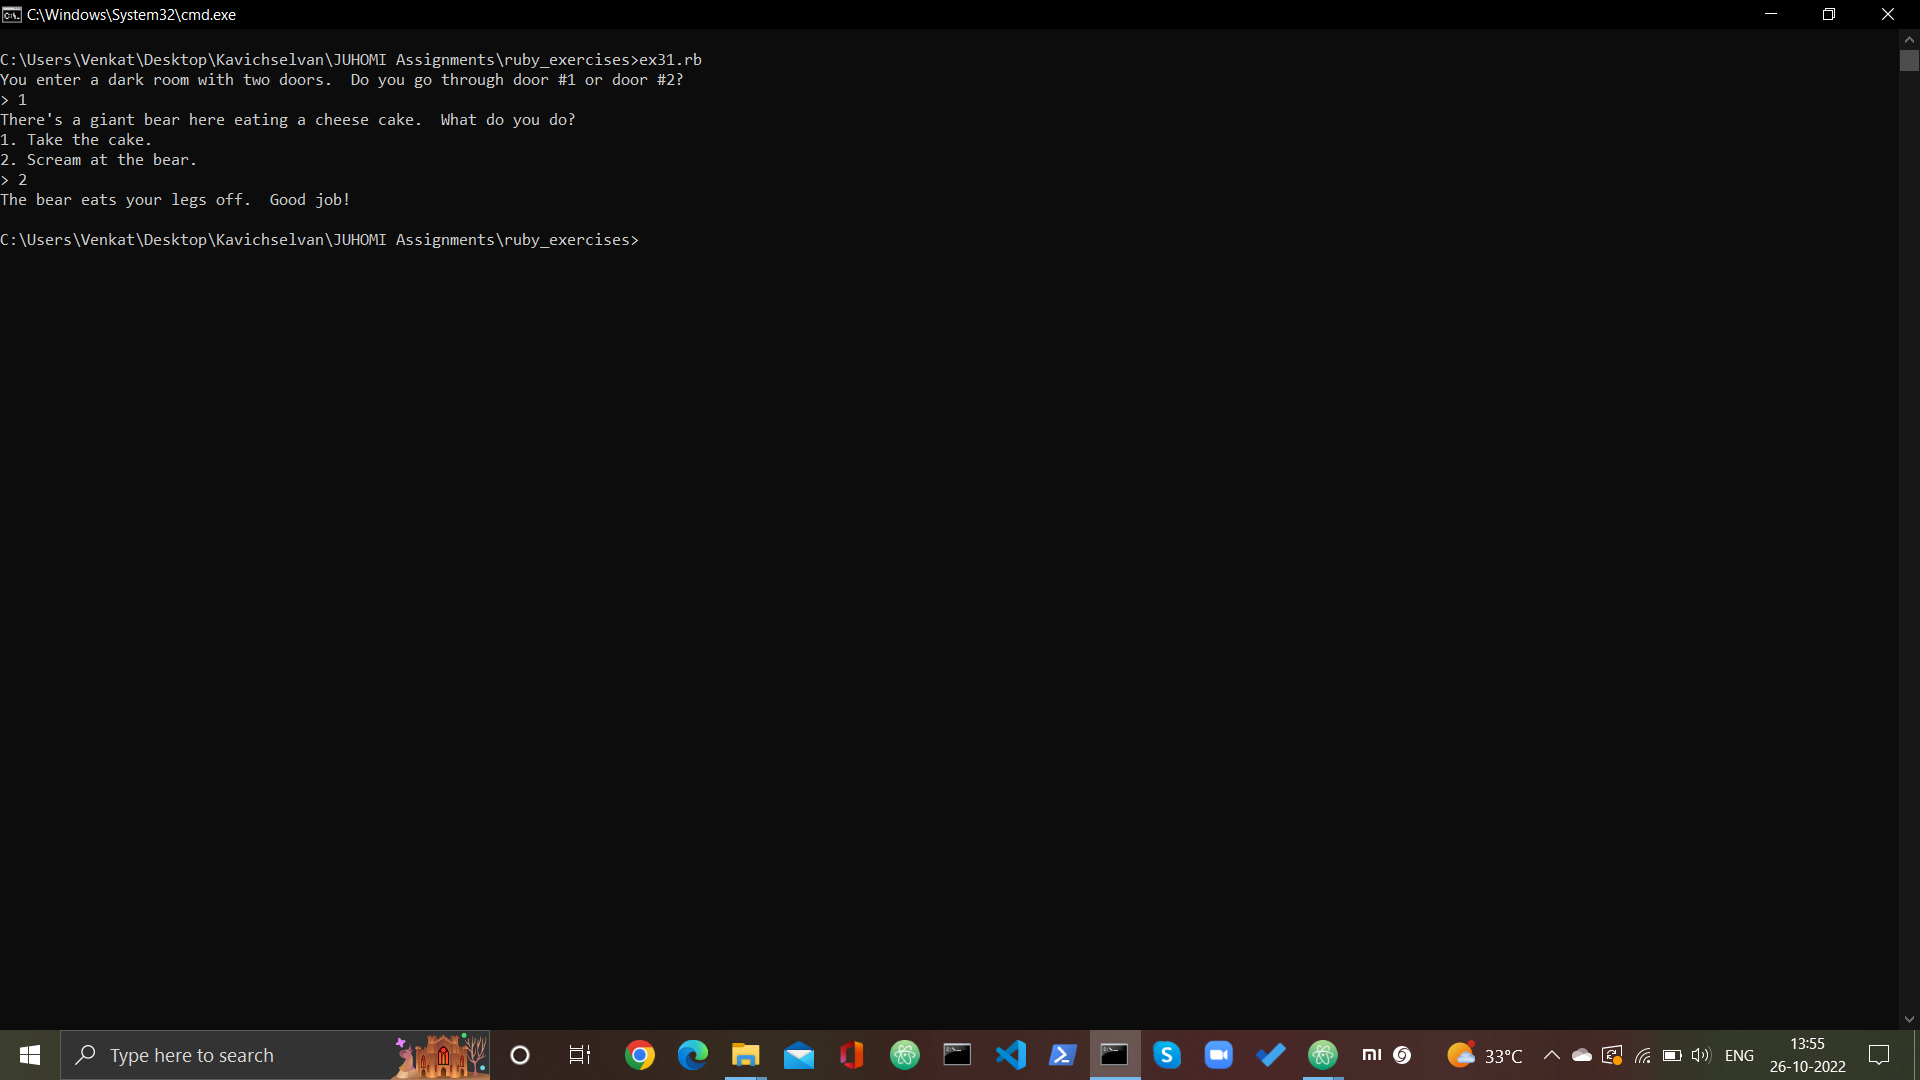 C:\Windows\System32\cmd.exe
C:\Users\Venkat\Desktop\Kavichselvan\JUHOMI Assignments\ruby_exercises>ex31.rb
You enter a dark room with two doors.  Do you go through door #1 or door #2?
> 1
There's a giant bear here eating a cheese cake.  What do you do?
1. Take the cake.
2. Scream at the bear.
> 2
The bear eats your legs off.  Good job!
C:\Users\Venkat\Desktop\Kavichselvan\JUHOMI Assignments\ruby_exercises>
Type here to search
33°C
ENG
13:55
26-10-2022